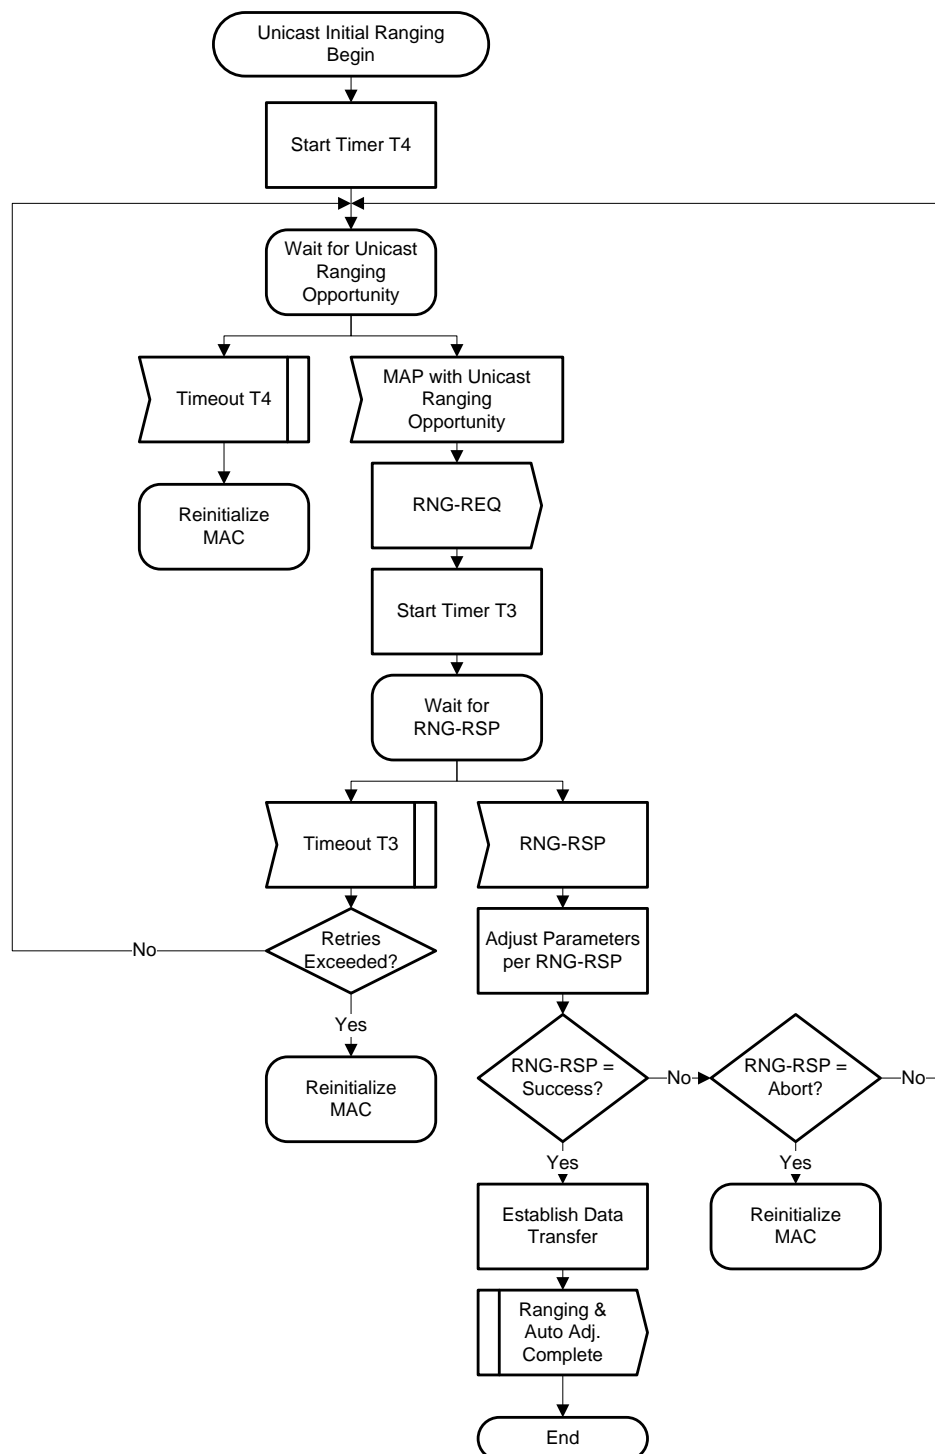 Unicast Initial Ranging
Begin
Start Timer T4
Wait for Unicast
Ranging
Opportunity
Timeout T4
MAP with Unicast
Ranging
Opportunity
Reinitialize
MAC
RNG-REQ
Start Timer T3
Wait for
RNG-RSP
Timeout T3
RNG-RSP
No
Retries
Exceeded?
Adjust Parameters
per RNG-RSP
Yes
Reinitialize
MAC
RNG-RSP =
Success?
No
RNG-RSP =
Abort?
No
Yes
Yes
Establish Data
Transfer
Reinitialize
MAC
Ranging &
Auto Adj.
Complete
End